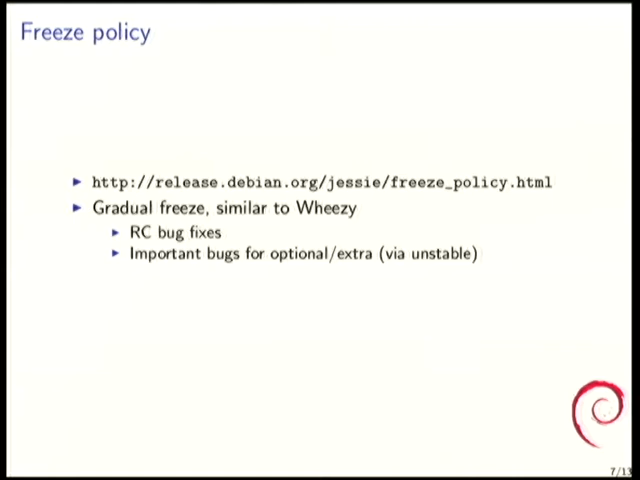 Freeze policy
http://release.debian.org/jessie/freeze_policy.html
Gradual freeze, similar to Wheezy
RC bug fixes
Important bugs for optional/extra (via unstable)
7/13